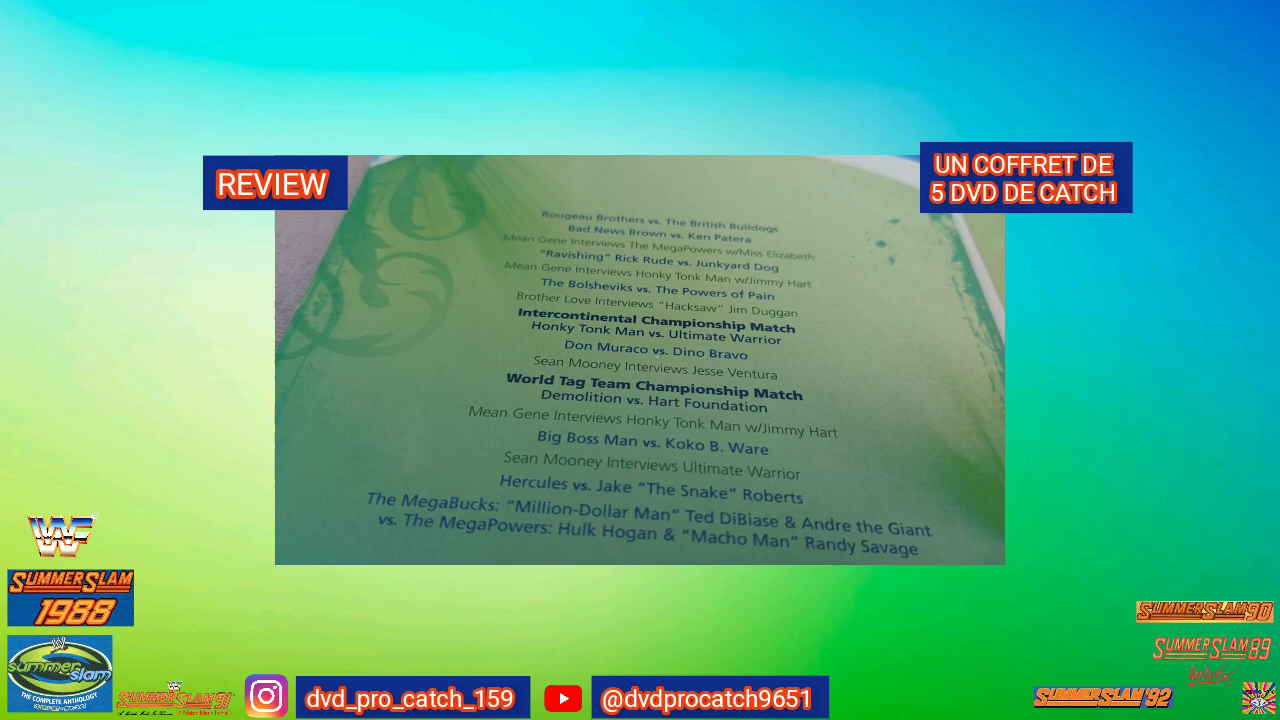 REVIEW
UN COFFRET DE
5 DVD DE CATCH
Rougeau Brothers vs. The British Bulldogs
Bad News Brown vs. Ken Patera
Mean Gene Interviews The MegaPowers w/Miss Elizabeth
"Ravishing" Rick Rude vs. Junkyard Dog
Mean Gene Interviews Honky Tonk Man w/Jimmy Hart
The Bolsheviks vs. The Powers of Pain
Brother Love Interviews "Hacksaw" Jim Duggan
Intercontinental Championship Match
Honky Tonk Man vs. Ultimate Warrior
Don Muraco vs. Dino Bravo
Sean Mooney Interviews Jesse Ventura
World Tag Team Championship Match
Demolition vs. Hart Foundation
Mean Gene Interviews Honky Tonk Man w/Jimmy Hart
Big Boss Man vs. Koko B. Ware
Sean Mooney Interviews Ultimate Warrior
Hercules vs. Jake "The Snake" Roberts
The MegaBucks: "Million-Dollar Man" Ted DiBiase & Andre the Giant
vs. The MegaPowers: Hulk Hogan & "Macho Man" Randy Savage
WF
SUMMERSLAM
1988
summerslam
THE COMPLETE ANTHOLOGY
SUMMERSLAM 91
dvd_pro_catch_159
@dvdprocatch9651
SUMMERSLAM 90
SUMMERSLAM 89
SUMMERSLAM '92